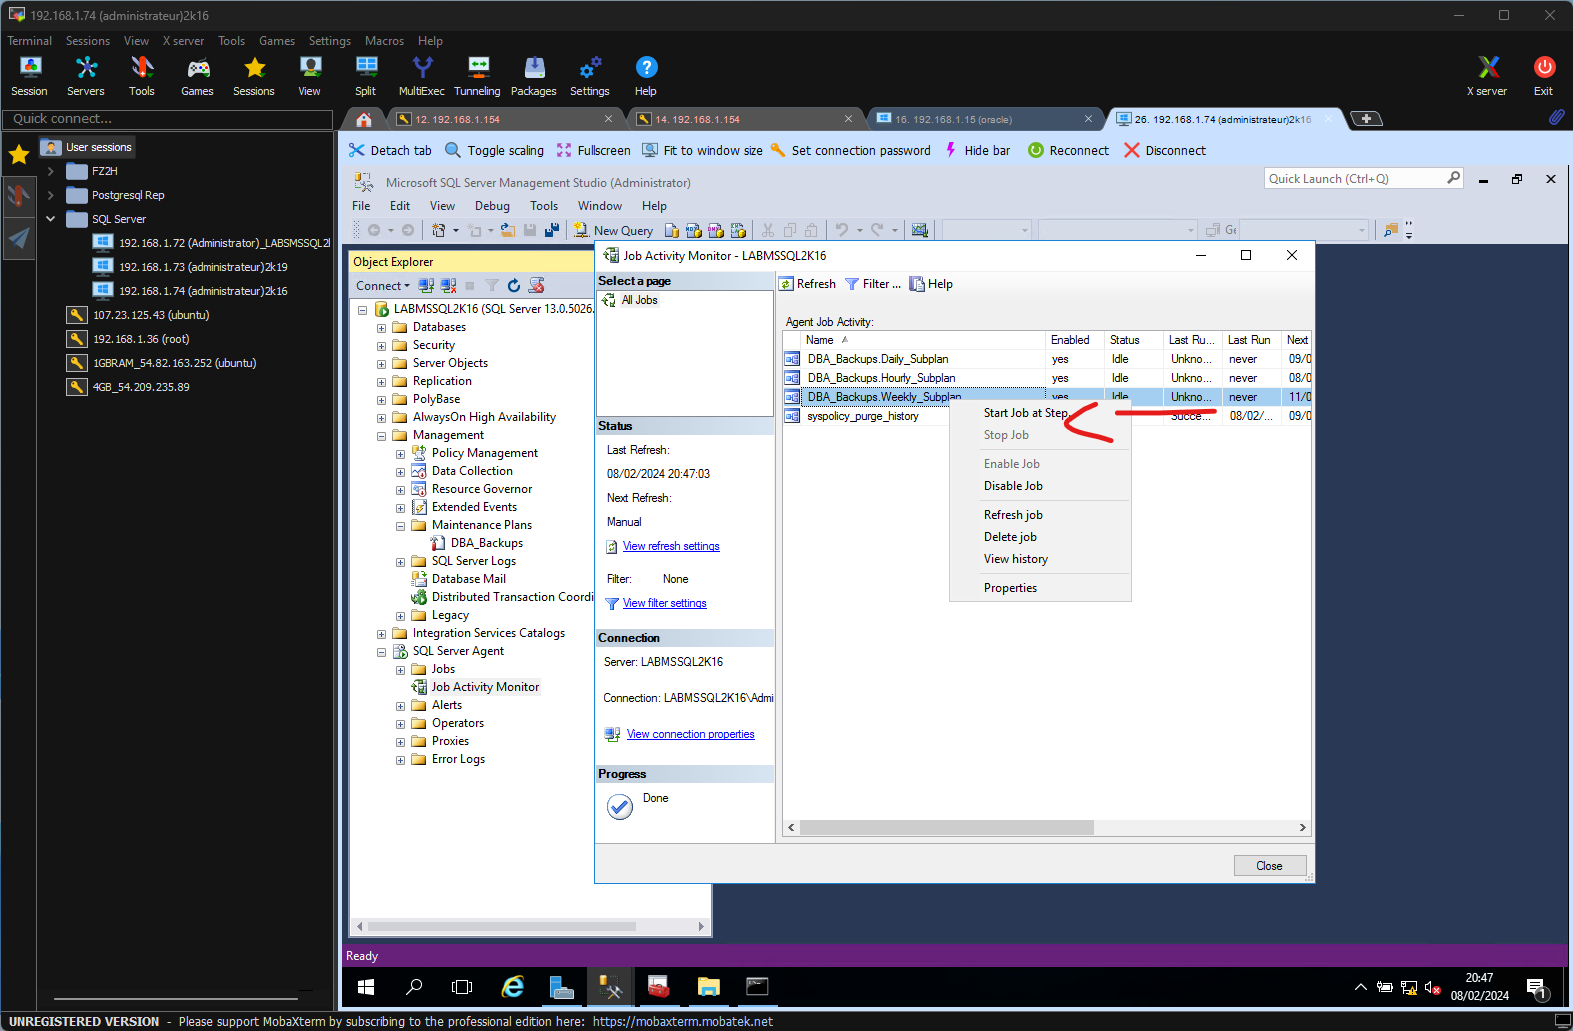 192.168.1.74 (administrateur)2k16
Terminal Sessions View X server Tools Games Settings Macros Help
Session Servers Tools Games Sessions View Split MultiExec Tunneling Packages Settings Help X server Exit
Quick connect...
12. 192.168.1.154
14. 192.168.1.154
16. 192.168.1.15 (oracle)
26. 192.168.1.74 (administrateur)2k16
User sessions
FZ2H
Postgresql Rep
SQL Server
192.168.1.72 (Administrator)_LABSMSSQL2
192.168.1.73 (administrateur)2k19
192.168.1.74 (administrateur)2k16
107.23.125.43 (ubuntu)
192.168.1.36 (root)
1GBRAM_54.82.163.252 (ubuntu)
4GB_54.209.235.89
Detach tab Toggle scaling Fullscreen Fit to window size Set connection password Hide bar Reconnect Disconnect
Microsoft SQL Server Management Studio (Administrator)
Quick Launch (Ctrl+Q)
File Edit View Debug Tools Window Help
New Query
Ge
Object Explorer
Connect
LABMSSQL2K16 (SQL Server 13.0.5026.
Databases
Security
Server Objects
Replication
PolyBase
AlwaysOn High Availability
Management
Policy Management
Data Collection
Resource Governor
Extended Events
Maintenance Plans
DBA_Backups
SQL Server Logs
Database Mail
Distributed Transaction Coordi
Legacy
Integration Services Catalogs
SQL Server Agent
Jobs
Job Activity Monitor
Alerts
Operators
Proxies
Error Logs
Job Activity Monitor - LABMSSQL2K16
Select a page
All Jobs
Status
Last Refresh:
08/02/2024 20:47:03
Next Refresh:
Manual
View refresh settings
Filter: None
View filter settings
Connection
Server: LABMSSQL2K16
Connection: LABMSSQL2K16\Admi
View connection properties
Progress
Done
Refresh Filter ... Help
Agent Job Activity:
Name Enabled Status Last Ru... Last Run Next
DBA_Backups.Daily_Subplan yes Idle Unkno... never 09/0
DBA_Backups.Hourly_Subplan yes Idle Unkno... never 08/0
DBA_Backups.Weekly_Subplan yes Idle Unkno... never 11/0
syspolicy_purge_history Succe... 08/02/... 09/0
Start Job at Step...
Stop Job
Enable Job
Disable Job
Refresh job
Delete job
View history
Properties
Close
Ready
20:47
08/02/2024
1
UNREGISTERED VERSION - Please support MobaXterm by subscribing to the professional edition here: https://mobaxterm.mobatek.net